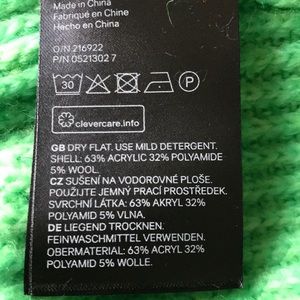 Made in China
Fabriqué en Chine
Hecho en China
O/N 216922
P/N 0521302 7
30 P
clevercare.info
GB DRY FLAT. USE MILD DETERGENT.
SHELL: 63% ACRYLIC 32% POLYAMIDE
5% WOOL.
CZ SUŠENÍ NA VODOROVNÉ PLOŠE.
POUŽIJTE JEMNÝ PRACÍ PROSTŘEDEK.
SVRCHNÍ LÁTKA: 63% AKRYL 32%
POLYAMID 5% VLNA.
DE LIEGEND TROCKNEN.
FEINWASCHMITTEL VERWENDEN.
OBERMATERIAL: 63% ACRYL 32%
POLYAMID 5% WOLLE.